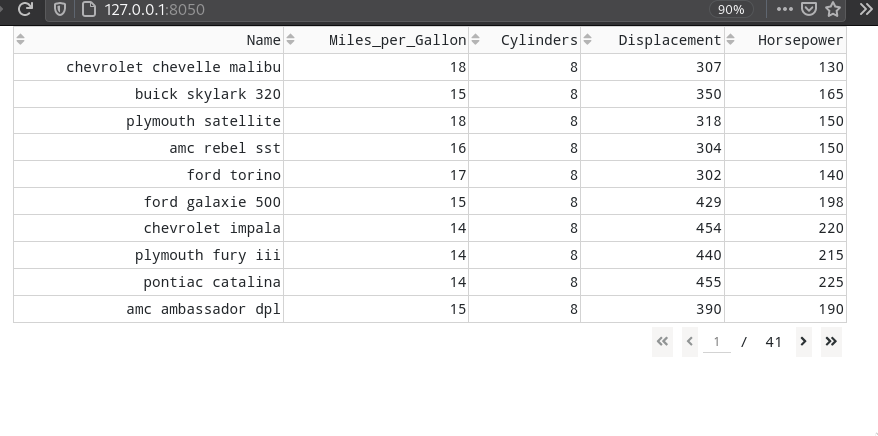 127.0.0.1:8050 90%
Name Miles_per_Gallon Cylinders Displacement Horsepower
chevrolet chevelle malibu 18 8 307 130
buick skylark 320 15 8 350 165
plymouth satellite 18 8 318 150
amc rebel sst 16 8 304 150
ford torino 17 8 302 140
ford galaxie 500 15 8 429 198
chevrolet impala 14 8 454 220
plymouth fury iii 14 8 440 215
pontiac catalina 14 8 455 225
amc ambassador dpl 15 8 390 190
1 / 41